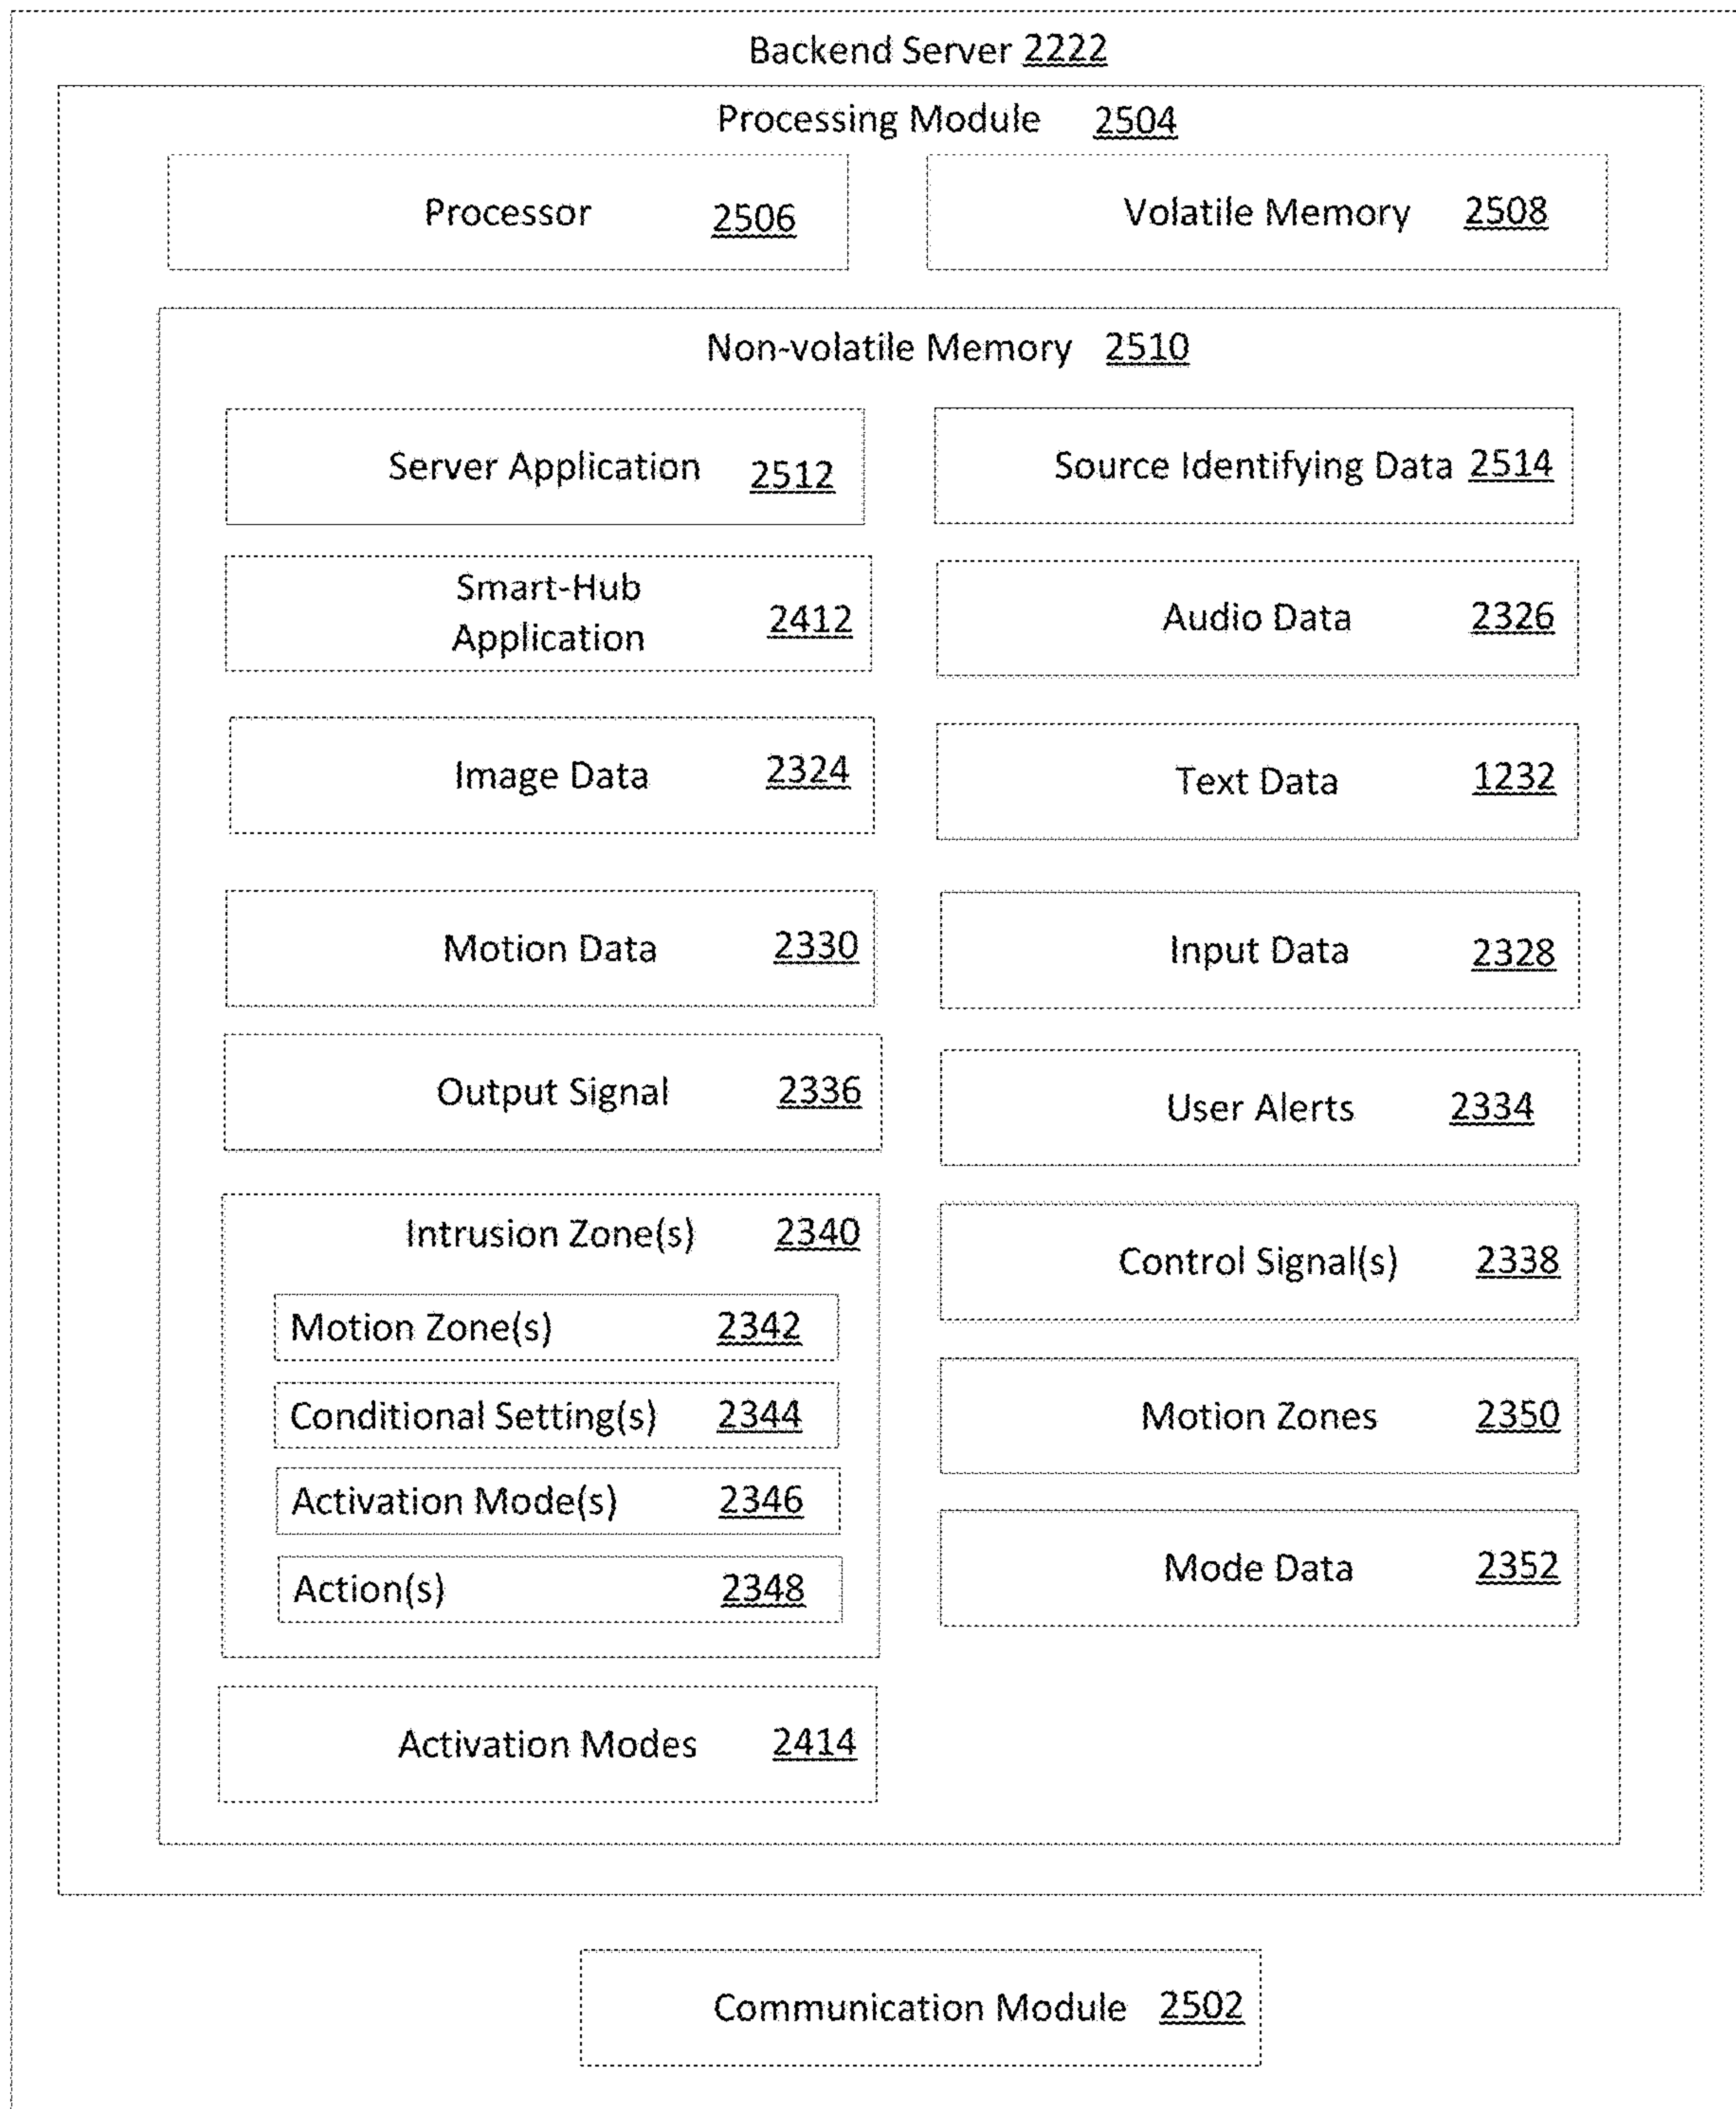 Backend Server 2222
Processing Module 2504
Processor 2506
Volatile Memory 2508
Non-volatile Memory 2510
Server Application 2512
Source Identifying Data 2514
Smart-Hub
Application 2412
Audio Data 2326
Image Data 2324
Text Data 1232
Motion Data 2330
Input Data 2328
Output Signal 2336
User Alerts 2334
Intrusion Zone(s) 2340
Motion Zone(s) 2342
Conditional Setting(s) 2344
Activation Mode(s) 2346
Action(s) 2348
Control Signal(s) 2338
Motion Zones 2350
Mode Data 2352
Activation Modes 2414
Communication Module 2502